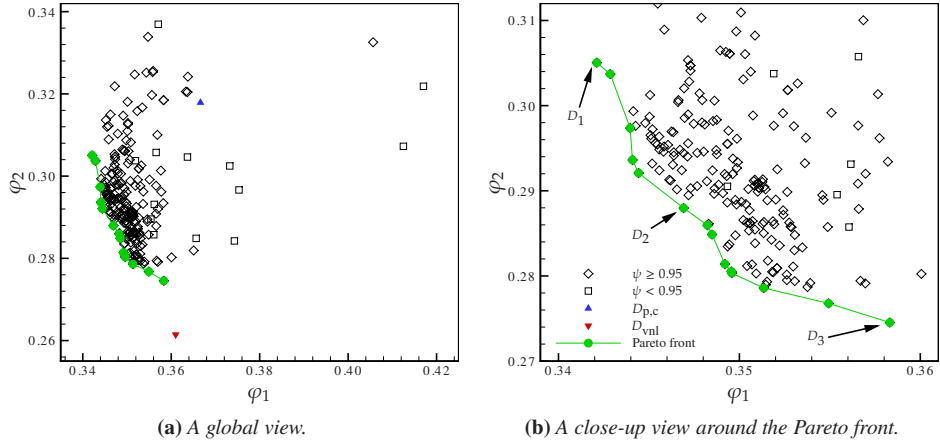 0.34
0.32
0.30
0.28
0.26
φ2
0.34
0.36
0.38
0.40
0.42
φ1
(a) A global view.
0.31
0.30
0.29
0.28
0.27
φ2
D1
D2
D3
ψ ≥ 0.95
ψ < 0.95
Dp,c
Dvnl
Pareto front
0.34
0.35
0.36
φ1
(b) A close-up view around the Pareto front.